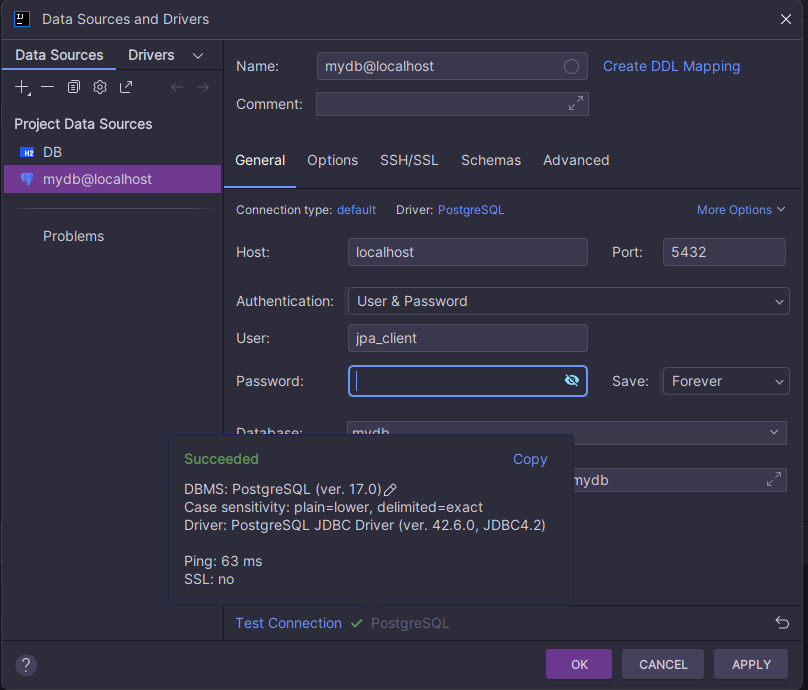 Data Sources and Drivers
Data Sources Drivers
Project Data Sources
DB
mydb@localhost
Problems
Name: mydb@localhost Create DDL Mapping
Comment:
General Options SSH/SSL Schemas Advanced
Connection type: default Driver: PostgreSQL More Options
Host: localhost Port: 5432
Authentication: User & Password
User: jpa_client
Password: Save: Forever
Database: mydb
mydb
Succeeded Copy
DBMS: PostgreSQL (ver. 17.0)
Case sensitivity: plain=lower, delimited=exact
Driver: PostgreSQL JDBC Driver (ver. 42.6.0, JDBC4.2)
Ping: 63 ms
SSL: no
Test Connection PostgreSQL
? OK CANCEL APPLY